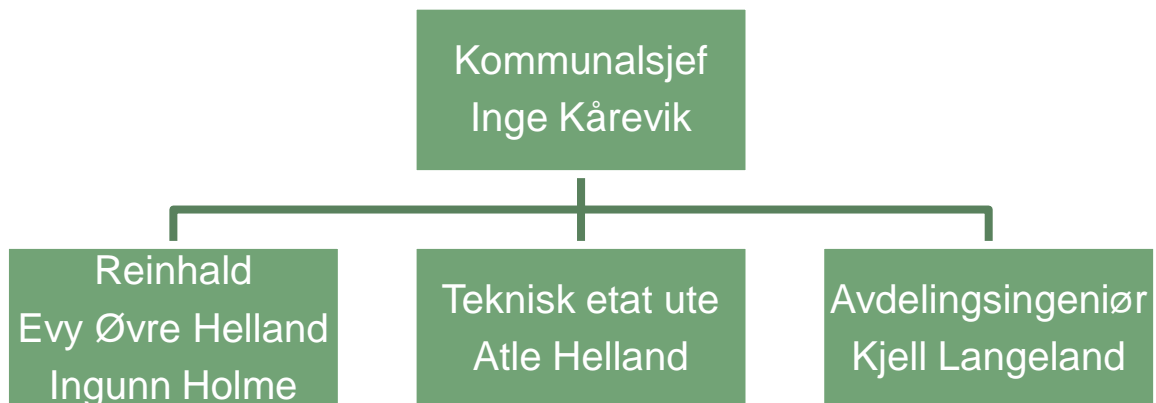 Kommunalsjef
Inge Kårevik
Reinhald
Evy Øvre Helland
Ingunn Holme
Teknisk etat ute
Atle Helland
Avdelingsingeniør
Kjell Langeland